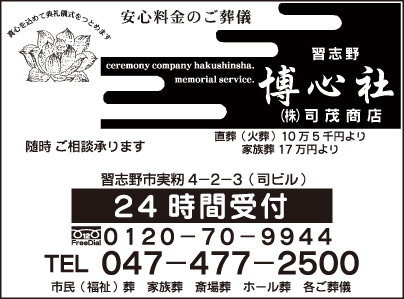 真心を込めて典礼儀式をつとめます
安心料金のご葬儀
ceremony company hakushinsha.
memorial service.
習志野
博心社
㈱司茂商店
直葬（火葬）10万5千円より
家族葬17万円より
随時 ご相談承ります
習志野市実籾4－2－3（司ビル）
24時間受付
FreeDial 0120－70－9944
TEL 047－477－2500
市民（福祉）葬 家族葬 斎場葬 ホール葬 各ご葬儀